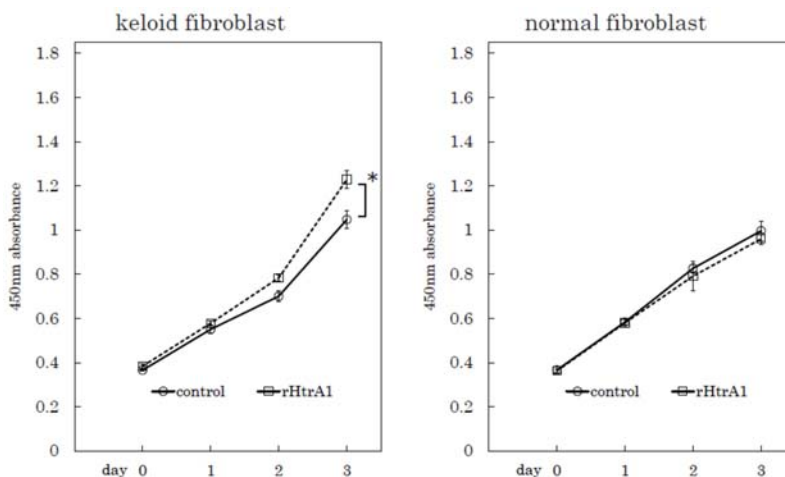 keloid fibroblast
1.8
1.6
1.4
1.2
1
0.8
0.6
0.4
0.2
0
450nm absorbance
*
control rHtrA1
day 0 1 2 3
normal fibroblast
1.8
1.6
1.4
1.2
1
0.8
0.6
0.4
0.2
0
450nm absorbance
control rHtrA1
day 0 1 2 3